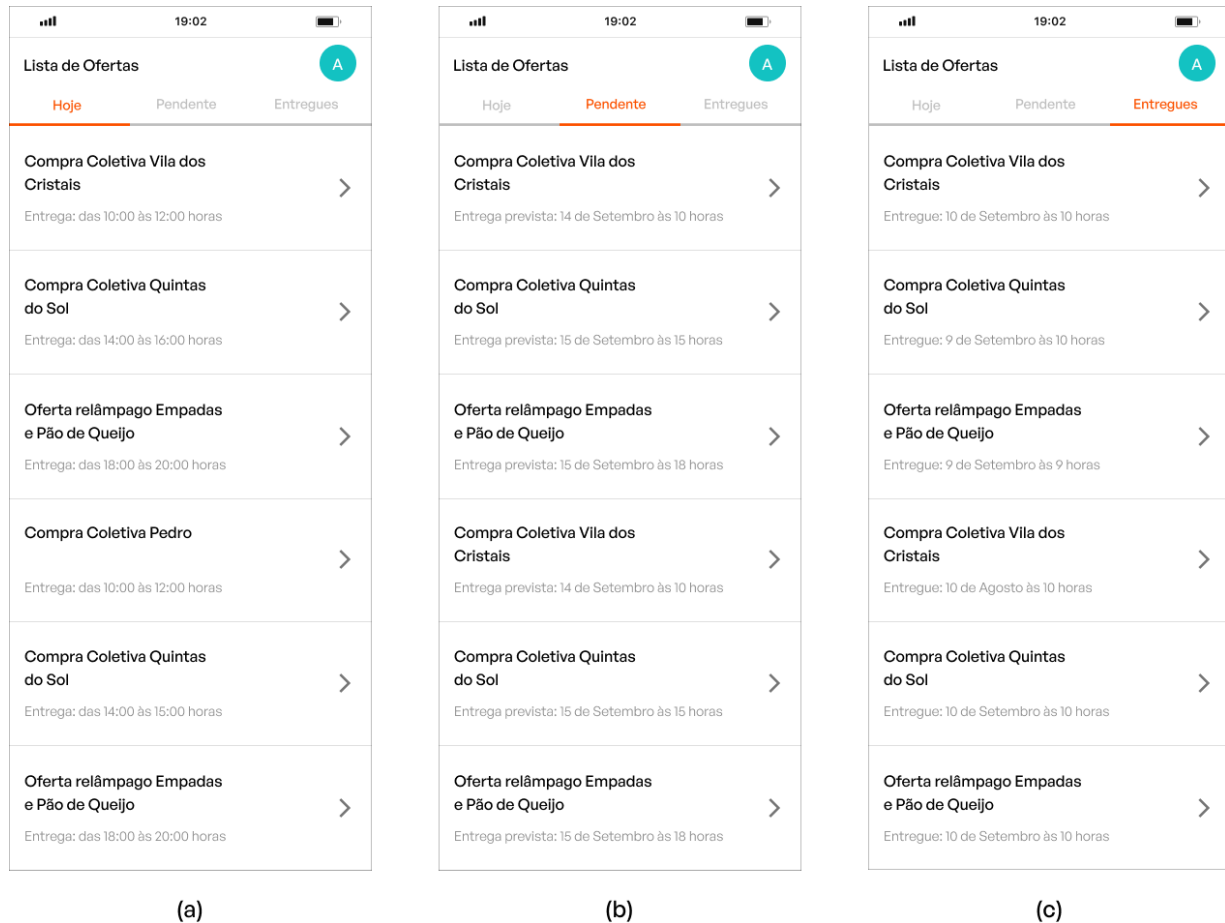 19:02
Lista de Ofertas
A
Hoje
Pendente
Entregues
Compra Coletiva Vila dos
Cristais
Entrega: das 10:00 às 12:00 horas
Compra Coletiva Quintas
do Sol
Entrega: das 14:00 às 16:00 horas
Oferta relâmpago Empadas
e Pão de Queijo
Entrega: das 18:00 às 20:00 horas
Compra Coletiva Pedro
Entrega: das 10:00 às 12:00 horas
Compra Coletiva Quintas
do Sol
Entrega: das 14:00 às 15:00 horas
Oferta relâmpago Empadas
e Pão de Queijo
Entrega: das 18:00 às 20:00 horas
(a)
19:02
Lista de Ofertas
A
Hoje
Pendente
Entregues
Compra Coletiva Vila dos
Cristais
Entrega prevista: 14 de Setembro às 10 horas
Compra Coletiva Quintas
do Sol
Entrega prevista: 15 de Setembro às 15 horas
Oferta relâmpago Empadas
e Pão de Queijo
Entrega prevista: 15 de Setembro às 18 horas
Compra Coletiva Vila dos
Cristais
Entrega prevista: 14 de Setembro às 10 horas
Compra Coletiva Quintas
do Sol
Entrega prevista: 15 de Setembro às 15 horas
Oferta relâmpago Empadas
e Pão de Queijo
Entrega prevista: 15 de Setembro às 18 horas
(b)
19:02
Lista de Ofertas
A
Hoje
Pendente
Entregues
Compra Coletiva Vila dos
Cristais
Entregue: 10 de Setembro às 10 horas
Compra Coletiva Quintas
do Sol
Entregue: 9 de Setembro às 10 horas
Oferta relâmpago Empadas
e Pão de Queijo
Entregue: 9 de Setembro às 9 horas
Compra Coletiva Vila dos
Cristais
Entregue: 10 de Agosto às 10 horas
Compra Coletiva Quintas
do Sol
Entregue: 10 de Setembro às 10 horas
Oferta relâmpago Empadas
e Pão de Queijo
Entregue: 10 de Setembro às 10 horas
(c)